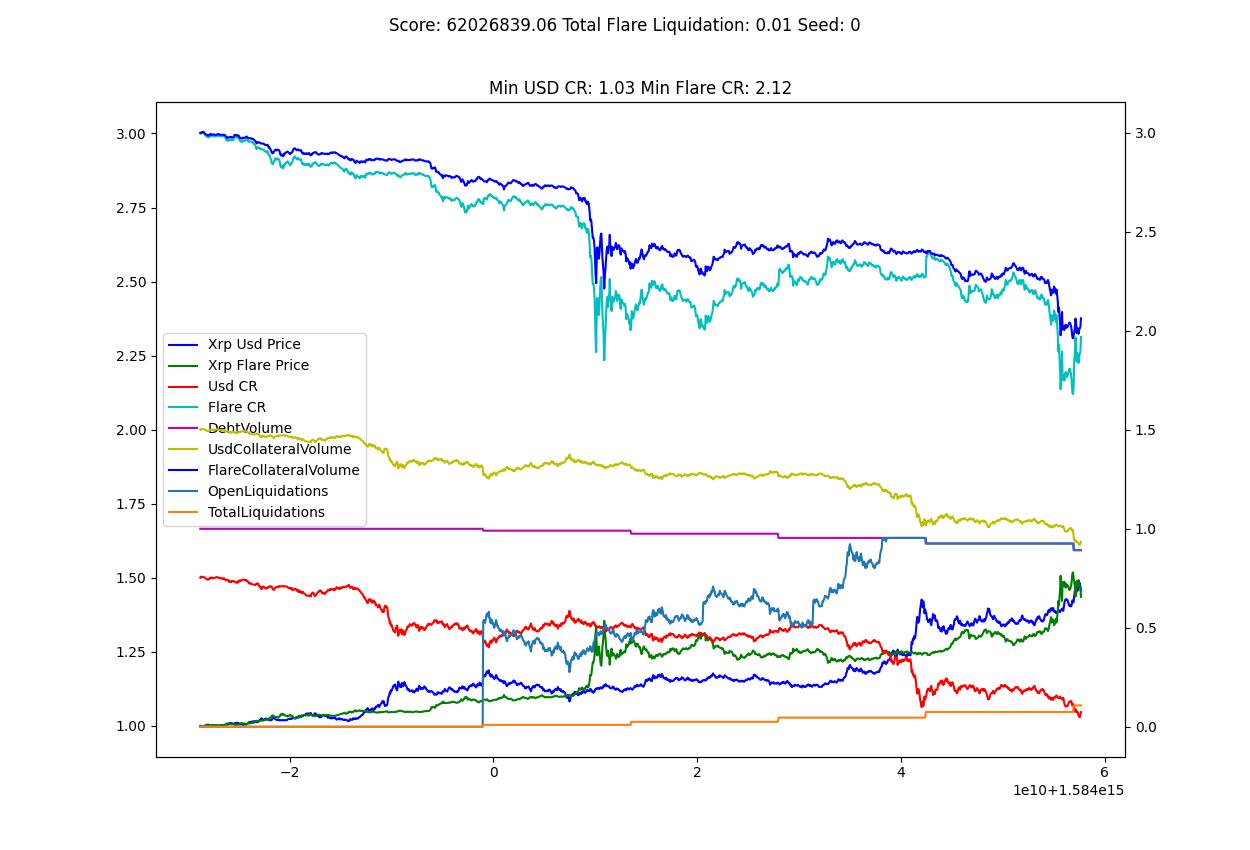 Score: 62026839.06 Total Flare Liquidation: 0.01 Seed: 0
Min USD CR: 1.03 Min Flare CR: 2.12
3.00
2.75
2.50
2.25
2.00
1.75
1.50
1.25
1.00
Xrp Usd Price
Xrp Flare Price
Usd CR
Flare CR
DebtVolume
UsdCollateralVolume
FlareCollateralVolume
OpenLiquidations
TotalLiquidations
3.0
2.5
2.0
1.5
1.0
0.5
0.0
−2 0 2 4 6
1e10+1.584e15